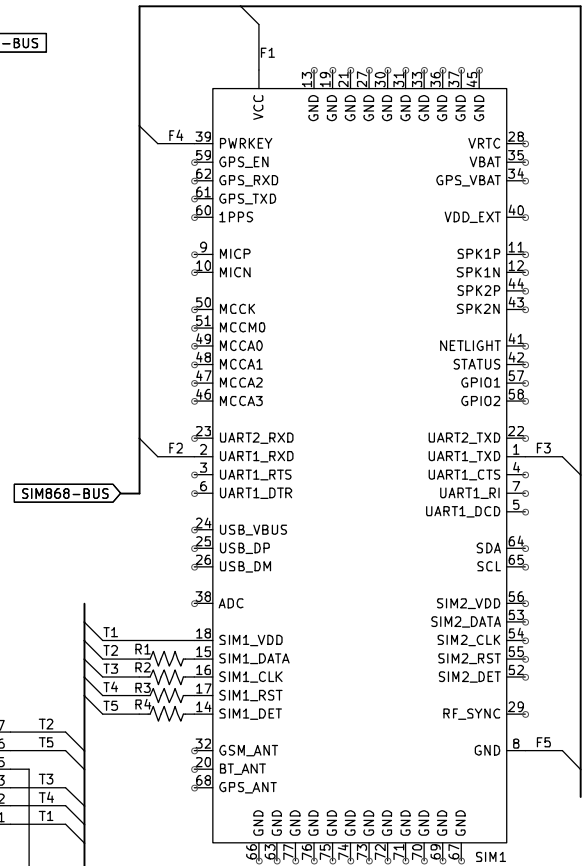 -BUS
F1
13 GND
19 GND
21 GND
27 GND
30 GND
31 GND
33 GND
36 GND
37 GND
45 GND
VCC
F4 39 PWRKEY
59 GPS_EN
62 GPS_RXD
61 GPS_TXD
60 1PPS
9 MICP
10 MICN
50 MCCK
51 MCCM0
49 MCCA0
48 MCCA1
47 MCCA2
46 MCCA3
23 UART2_RXD
F2 2 UART1_RXD
3 UART1_RTS
6 UART1_DTR
SIM868-BUS
24 USB_VBUS
25 USB_DP
26 USB_DM
38 ADC
T1 18 SIM1_VDD
T2 R1 15 SIM1_DATA
T3 R2 16 SIM1_CLK
T4 R3 17 SIM1_RST
T5 R4 14 SIM1_DET
32 GSM_ANT
20 BT_ANT
68 GPS_ANT
VRTC 28
VBAT 35
GPS_VBAT 34
VDD_EXT 40
SPK1P 11
SPK1N 12
SPK2P 44
SPK2N 43
NETLIGHT 41
STATUS 42
GPIO1 57
GPIO2 58
UART2_TXD 22
UART1_TXD 1 F3
UART1_CTS 4
UART1_RI 7
UART1_DCD 5
SDA 64
SCL 65
SIM2_VDD 56
SIM2_DATA 53
SIM2_CLK 54
SIM2_RST 55
SIM2_DET 52
RF_SYNC 29
GND 8 F5
7 T2
6 T5
5
3 T3
2 T4
1 T1
66 GND
63 GND
77 GND
76 GND
75 GND
74 GND
73 GND
72 GND
71 GND
70 GND
69 GND
67 GND
SIM1